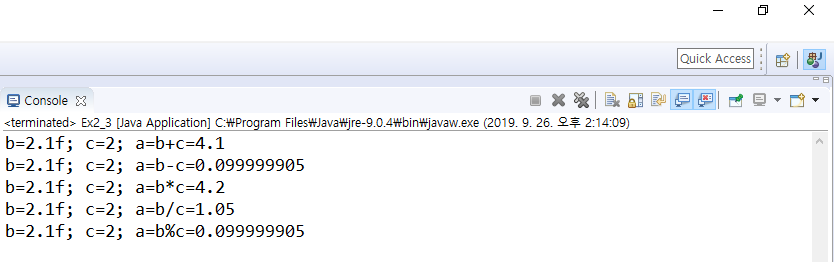 Quick Access
Console
<terminated> Ex2_3 [Java Application] C:₩Program Files₩Java₩jre-9.0.4₩bin₩javaw.exe (2019. 9. 26. 오후 2:14:09)
b=2.1f; c=2; a=b+c=4.1
b=2.1f; c=2; a=b-c=0.099999905
b=2.1f; c=2; a=b*c=4.2
b=2.1f; c=2; a=b/c=1.05
b=2.1f; c=2; a=b%c=0.099999905